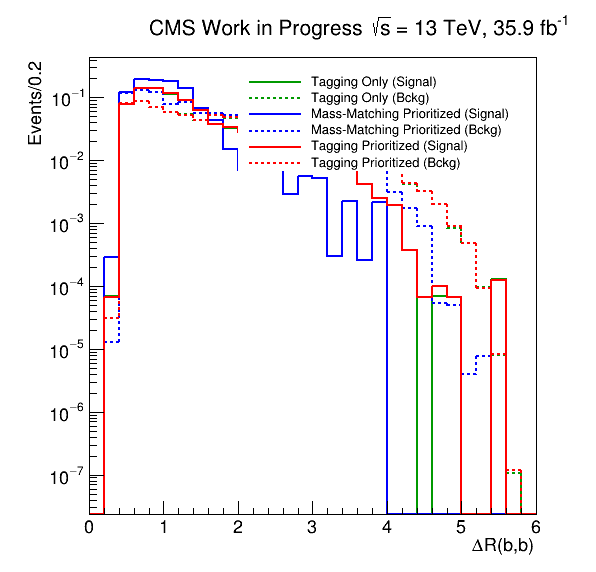 CMS Work in Progress √s = 13 TeV, 35.9 fb⁻¹
Events/0.2
Tagging Only (Signal)
Tagging Only (Bckg)
Mass-Matching Prioritized (Signal)
Mass-Matching Prioritized (Bckg)
Tagging Prioritized (Signal)
Tagging Prioritized (Bckg)
10⁻¹
10⁻²
10⁻³
10⁻⁴
10⁻⁵
10⁻⁶
10⁻⁷
0 1 2 3 4 5 6
ΔR(b,b)